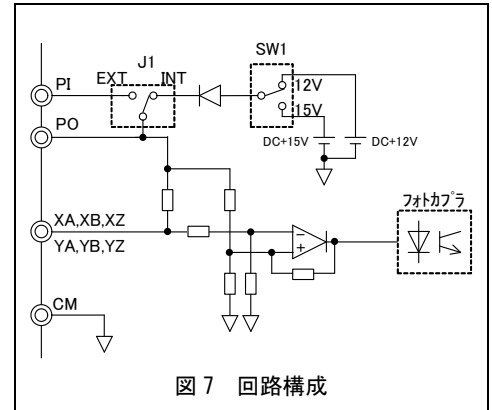 J1
SW1
EXT
INT
PI
12V
15V
PO
DC+15V
DC+12V
XA,XB,XZ
YA,YB,YZ
ﾌｫﾄｶﾌﾟﾗ
−
+
CM
図7 回路構成